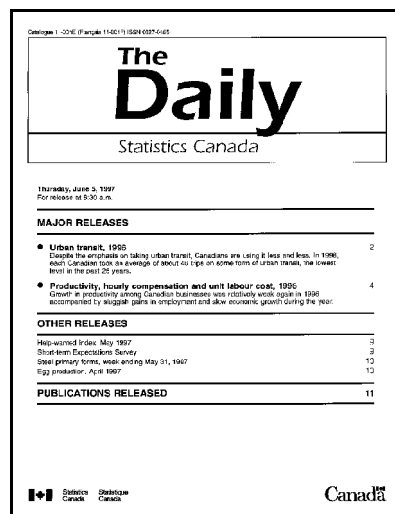 Catalogue 11-001E (Français 11-001F) ISSN 0827-0465
The
Daily
Statistics Canada
Thursday, June 5, 1997
For release at 8:30 a.m.
MAJOR RELEASES
● Urban transit, 1996 2
Despite the emphasis on taking urban transit, Canadians are using it less and less. In 1996,
each Canadian took an average of about 48 trips on some form of urban transit, the lowest
level in the past 25 years.
● Productivity, hourly compensation and unit labour cost, 1996 4
Growth in productivity among Canadian businesses was relatively weak again in 1996
accompanied by sluggish gains in employment and slow economic growth during the year.
OTHER RELEASES
Help-wanted index, May 1997 9
Short-term Expectations Survey 9
Steel primary forms, week ending May 31, 1997 10
Egg production, April 1997 10
PUBLICATIONS RELEASED 11
Statistics Statistique
Canada Canada
Canada